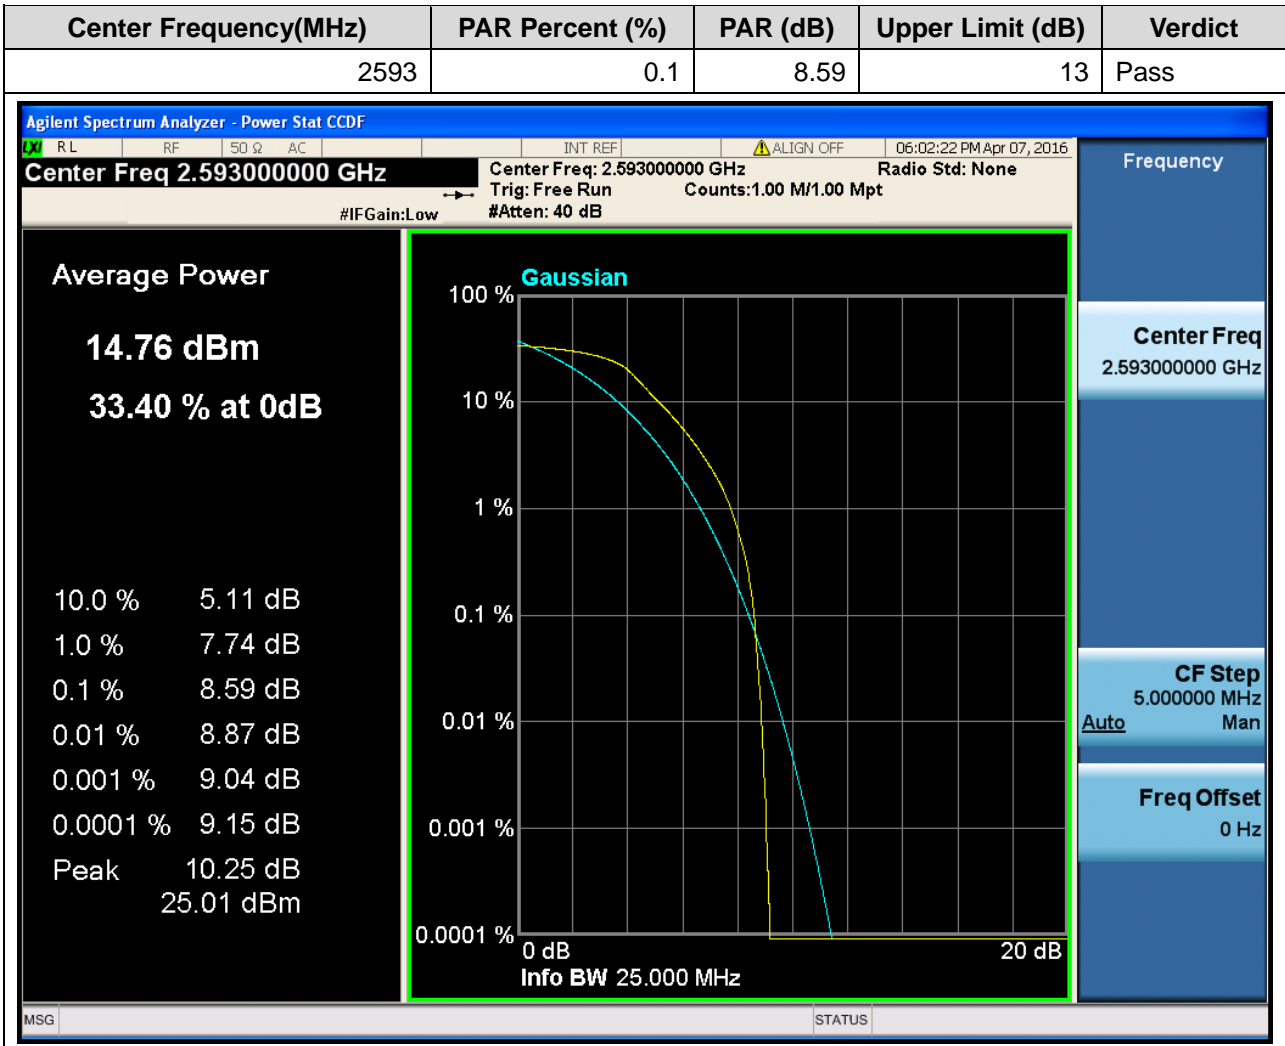 Center Frequency(MHz) PAR Percent (%) PAR (dB) Upper Limit (dB) Verdict
2593 0.1 8.59 13 Pass
Agilent Spectrum Analyzer - Power Stat CCDF
LXI RL RF 50 Ω AC INT REF ALIGN OFF 06:02:22 PM Apr 07, 2016
Center Freq 2.593000000 GHz
Center Freq: 2.593000000 GHz Radio Std: None
Trig: Free Run Counts:1.00 M/1.00 Mpt
#IFGain:Low #Atten: 40 dB
Frequency
Average Power
14.76 dBm
33.40 % at 0dB
10.0 % 5.11 dB
1.0 % 7.74 dB
0.1 % 8.59 dB
0.01 % 8.87 dB
0.001 % 9.04 dB
0.0001 % 9.15 dB
Peak 10.25 dB
25.01 dBm
Gaussian
100 %
10 %
1 %
0.1 %
0.01 %
0.001 %
0.0001 %
0 dB 20 dB
Info BW 25.000 MHz
Center Freq
2.593000000 GHz
CF Step
5.000000 MHz
Auto Man
Freq Offset
0 Hz
MSG STATUS